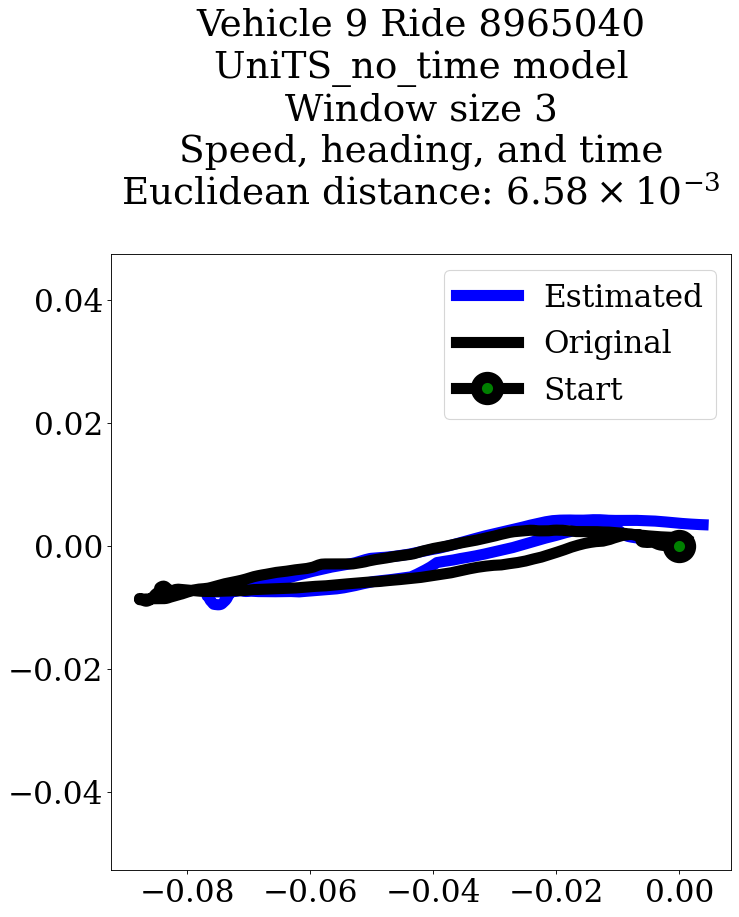 Vehicle 9 Ride 8965040
UniTS_no_time model
Window size 3
Speed, heading, and time
Euclidean distance: 6.58 × 10⁻³
Estimated
Original
Start
0.04
0.02
0.00
−0.02
−0.04
−0.08 −0.06 −0.04 −0.02 0.00